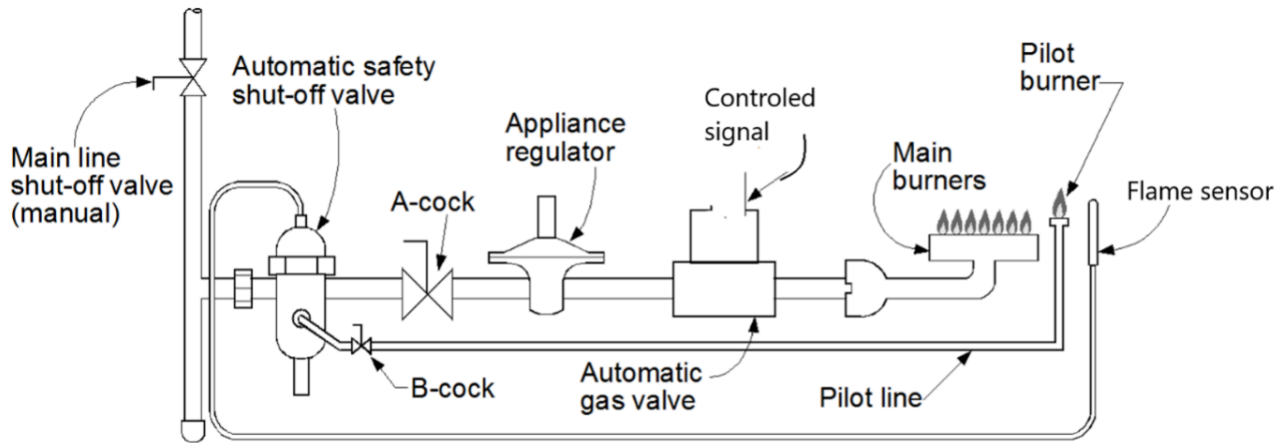 Automatic safety
shut-off valve
Main line
shut-off valve
(manual)
A-cock
Appliance
regulator
Controled
signal
Pilot
burner
Main
burners
Flame sensor
B-cock
Automatic
gas valve
Pilot line